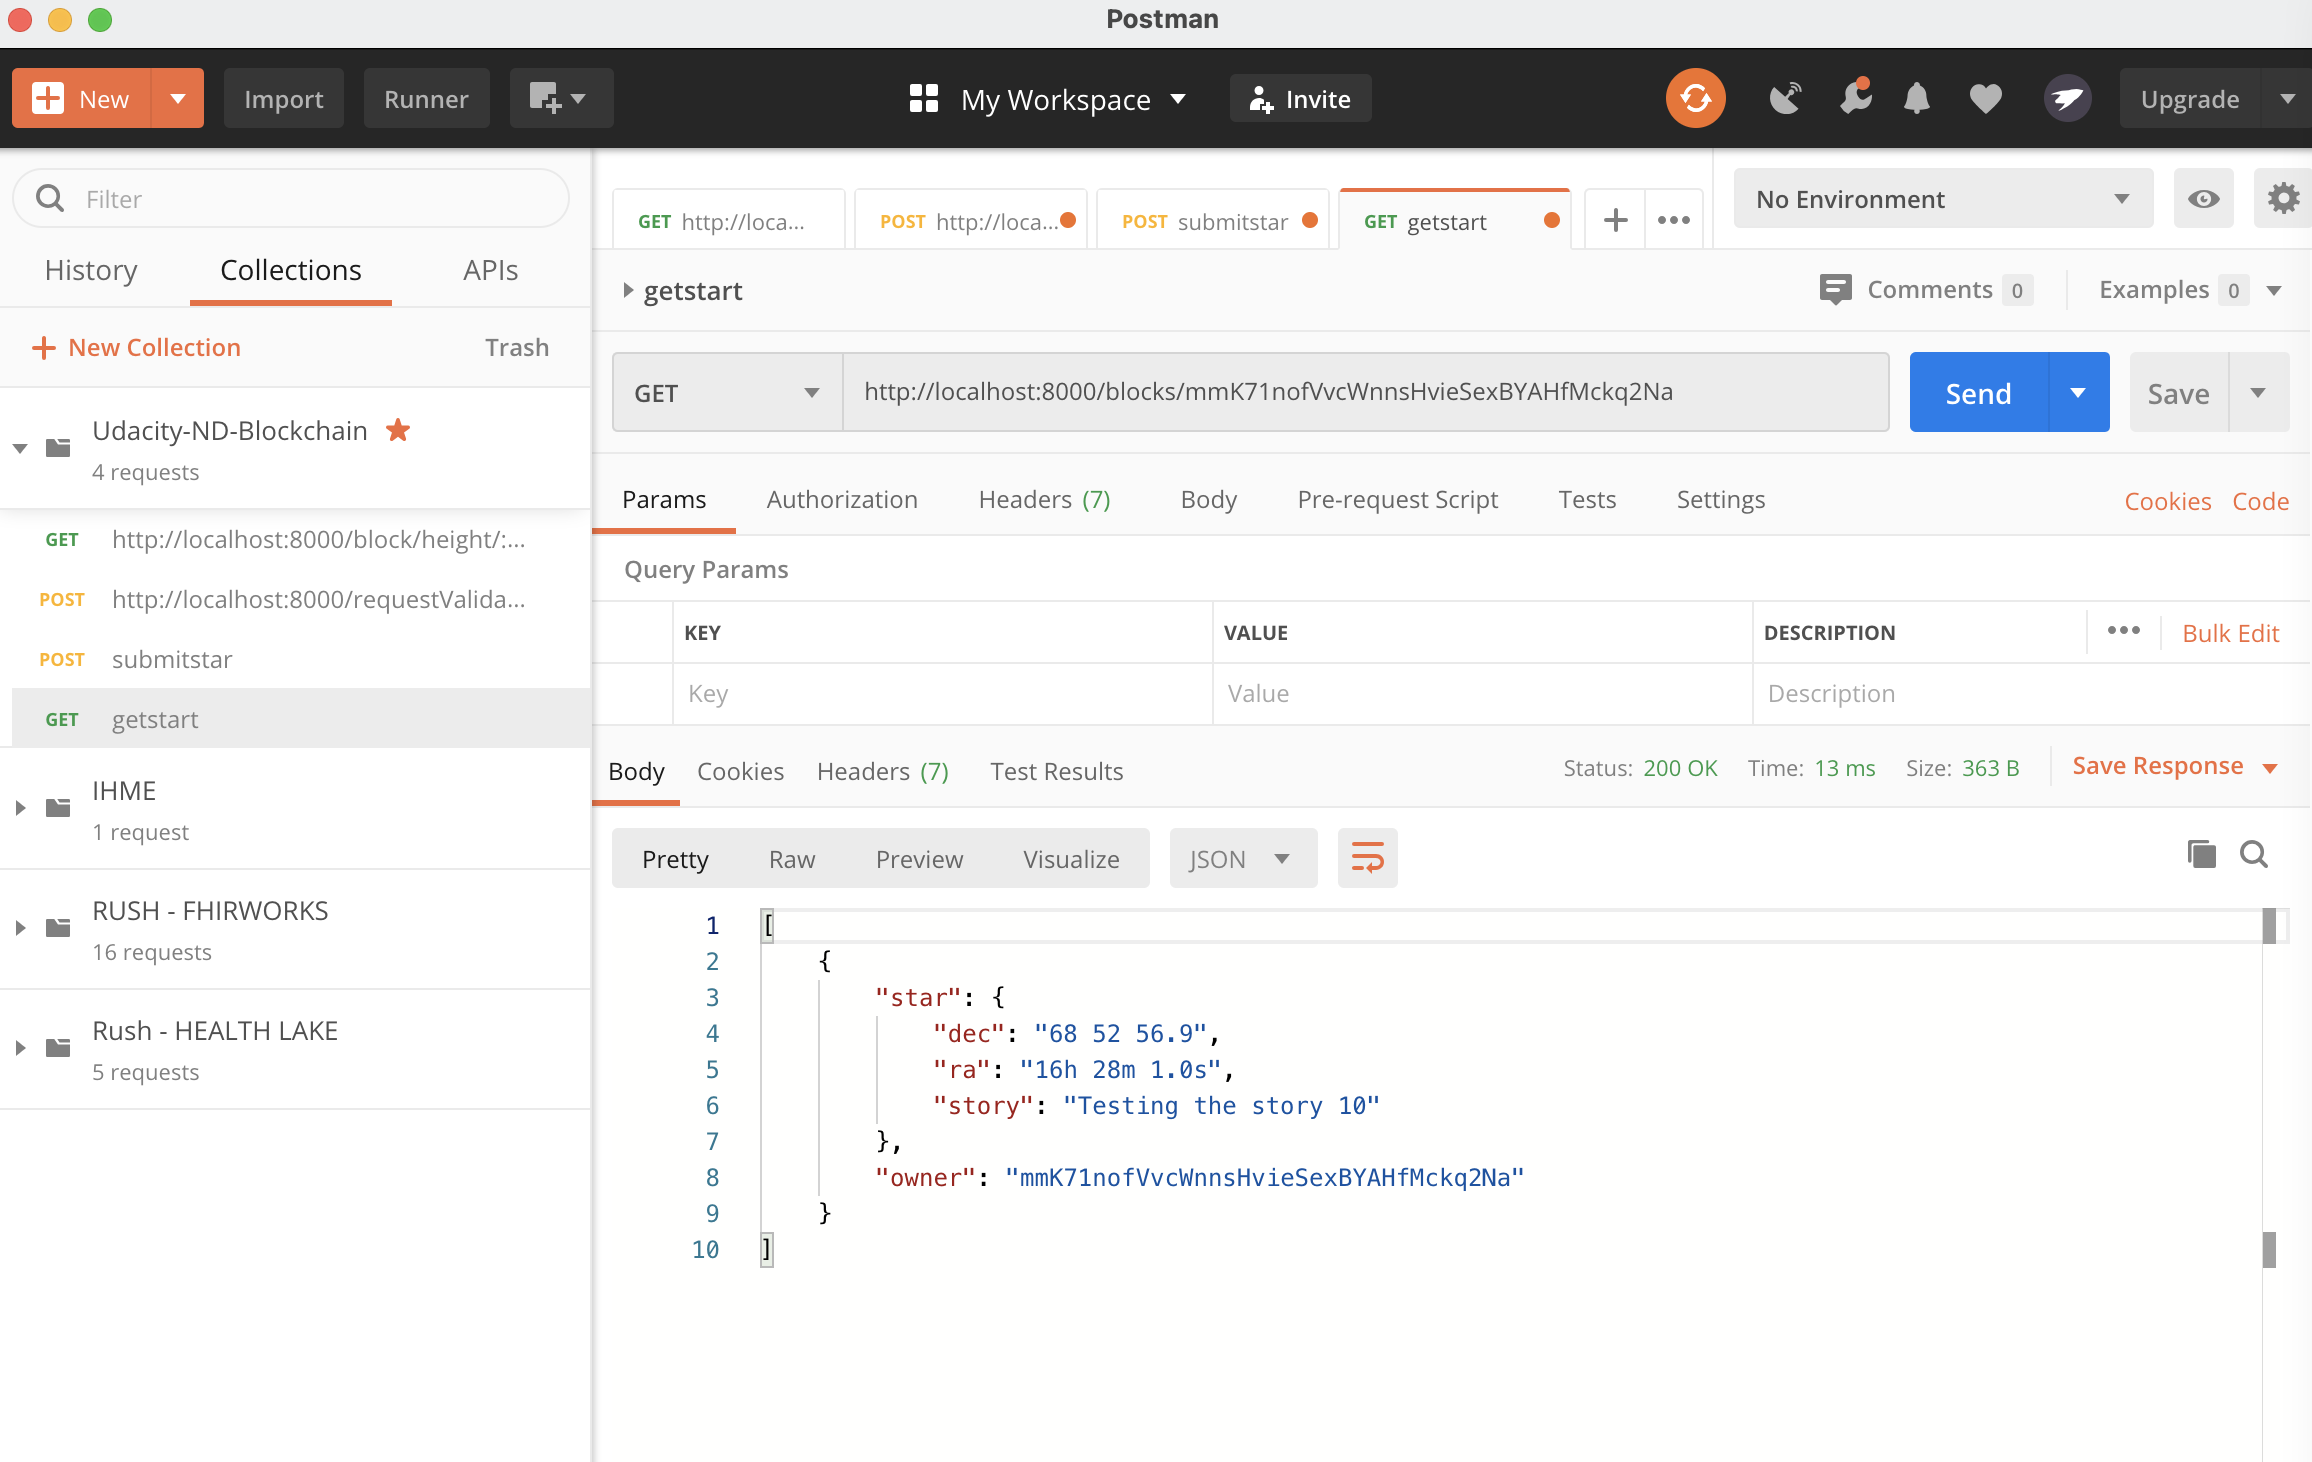 Postman
New
Import
Runner
My Workspace
Invite
Upgrade
Filter
History
Collections
APIs
New Collection
Trash
Udacity-ND-Blockchain
4 requests
GET http://localhost:8000/block/height/:...
POST http://localhost:8000/requestValida...
POST submitstar
GET getstart
IHME
1 request
RUSH - FHIRWORKS
16 requests
Rush - HEALTH LAKE
5 requests
GET http://loca...
POST http://loca...
POST submitstar
GET getstart
No Environment
getstart
Comments 0
Examples 0
GET
http://localhost:8000/blocks/mmK71nofVvcWnnsHvieSexBYAHfMckq2Na
Send
Save
Params
Authorization
Headers (7)
Body
Pre-request Script
Tests
Settings
Cookies
Code
Query Params
KEY
VALUE
DESCRIPTION
Bulk Edit
Key
Value
Description
Body
Cookies
Headers (7)
Test Results
Status: 200 OK
Time: 13 ms
Size: 363 B
Save Response
Pretty
Raw
Preview
Visualize
JSON
1 [
2 {
3 "star": {
4 "dec": "68 52 56.9",
5 "ra": "16h 28m 1.0s",
6 "story": "Testing the story 10"
7 },
8 "owner": "mmK71nofVvcWnnsHvieSexBYAHfMckq2Na"
9 }
10 ]